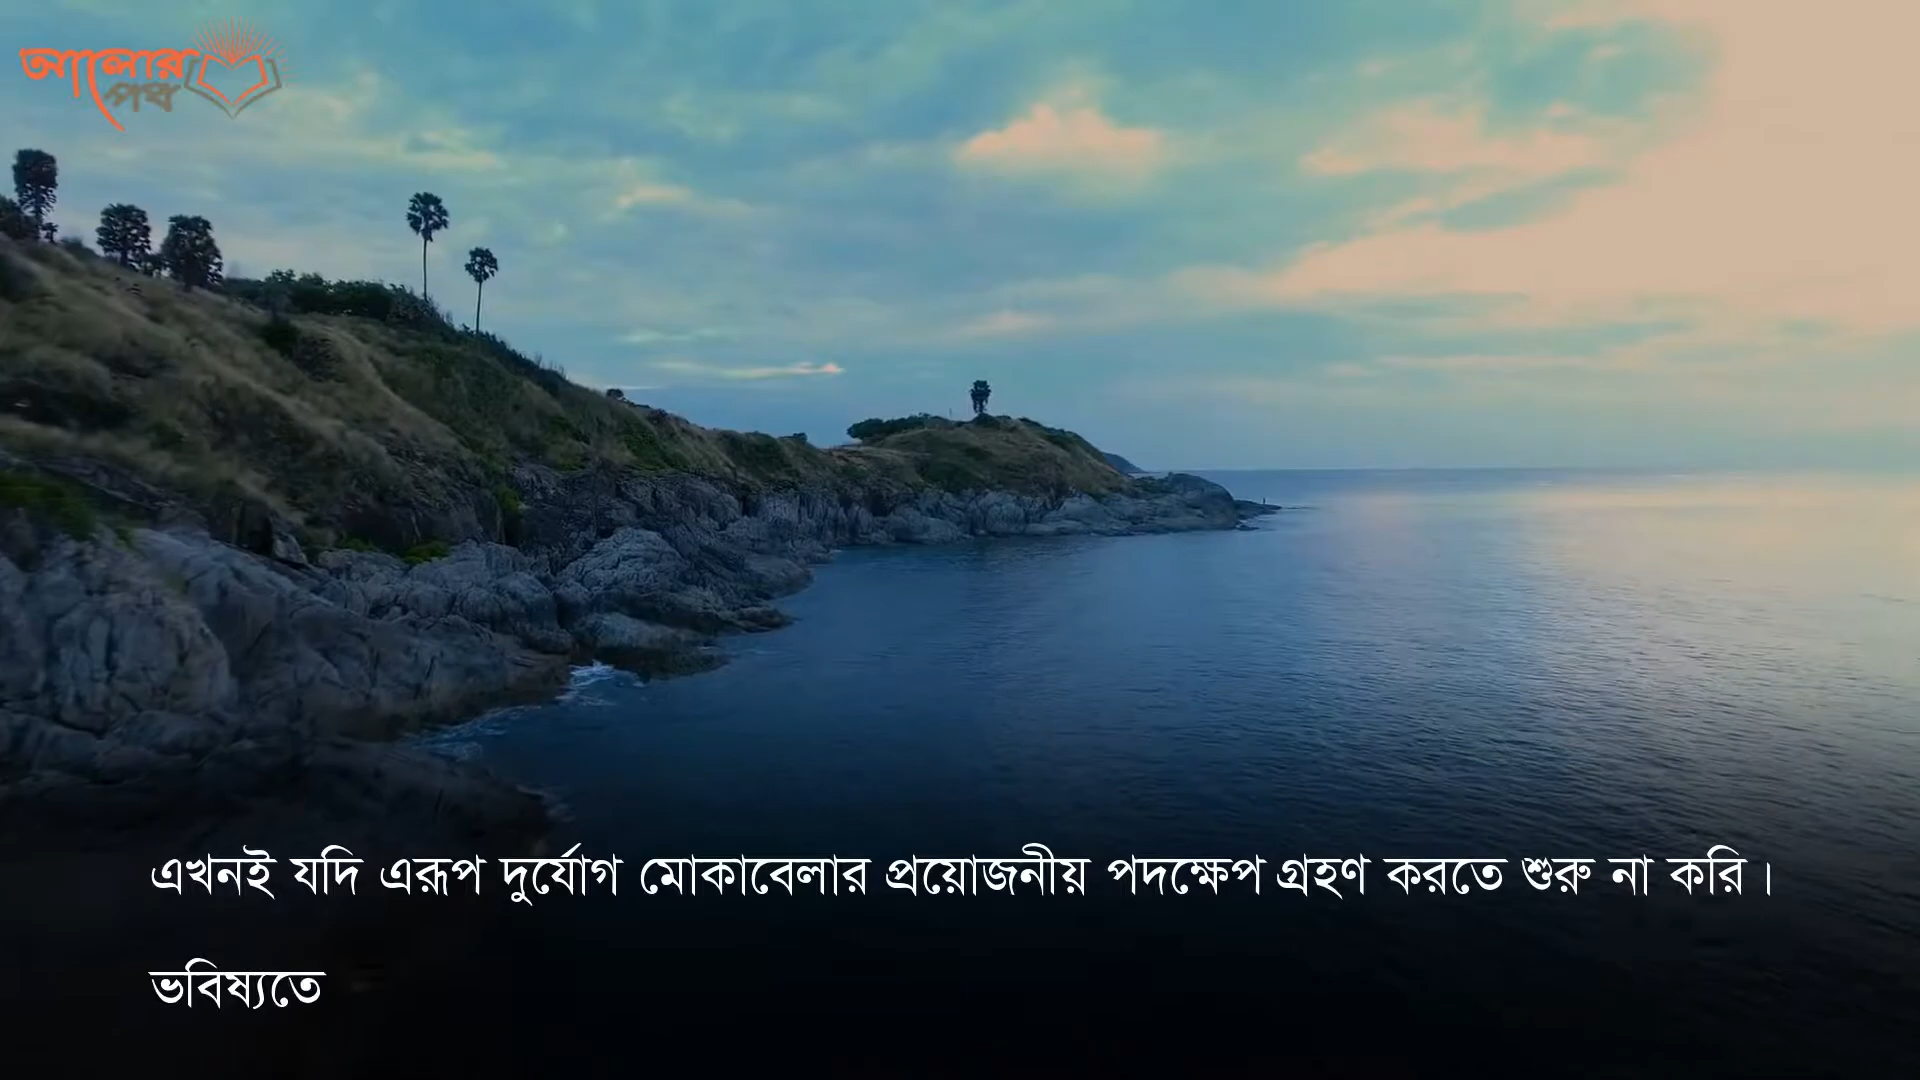 আলোর
পথ
এখনই যদি এরূপ দুর্যোগ মোকাবেলার প্রয়োজনীয় পদক্ষেপ গ্রহণ করতে শুরু না করি।
ভবিষ্যতে